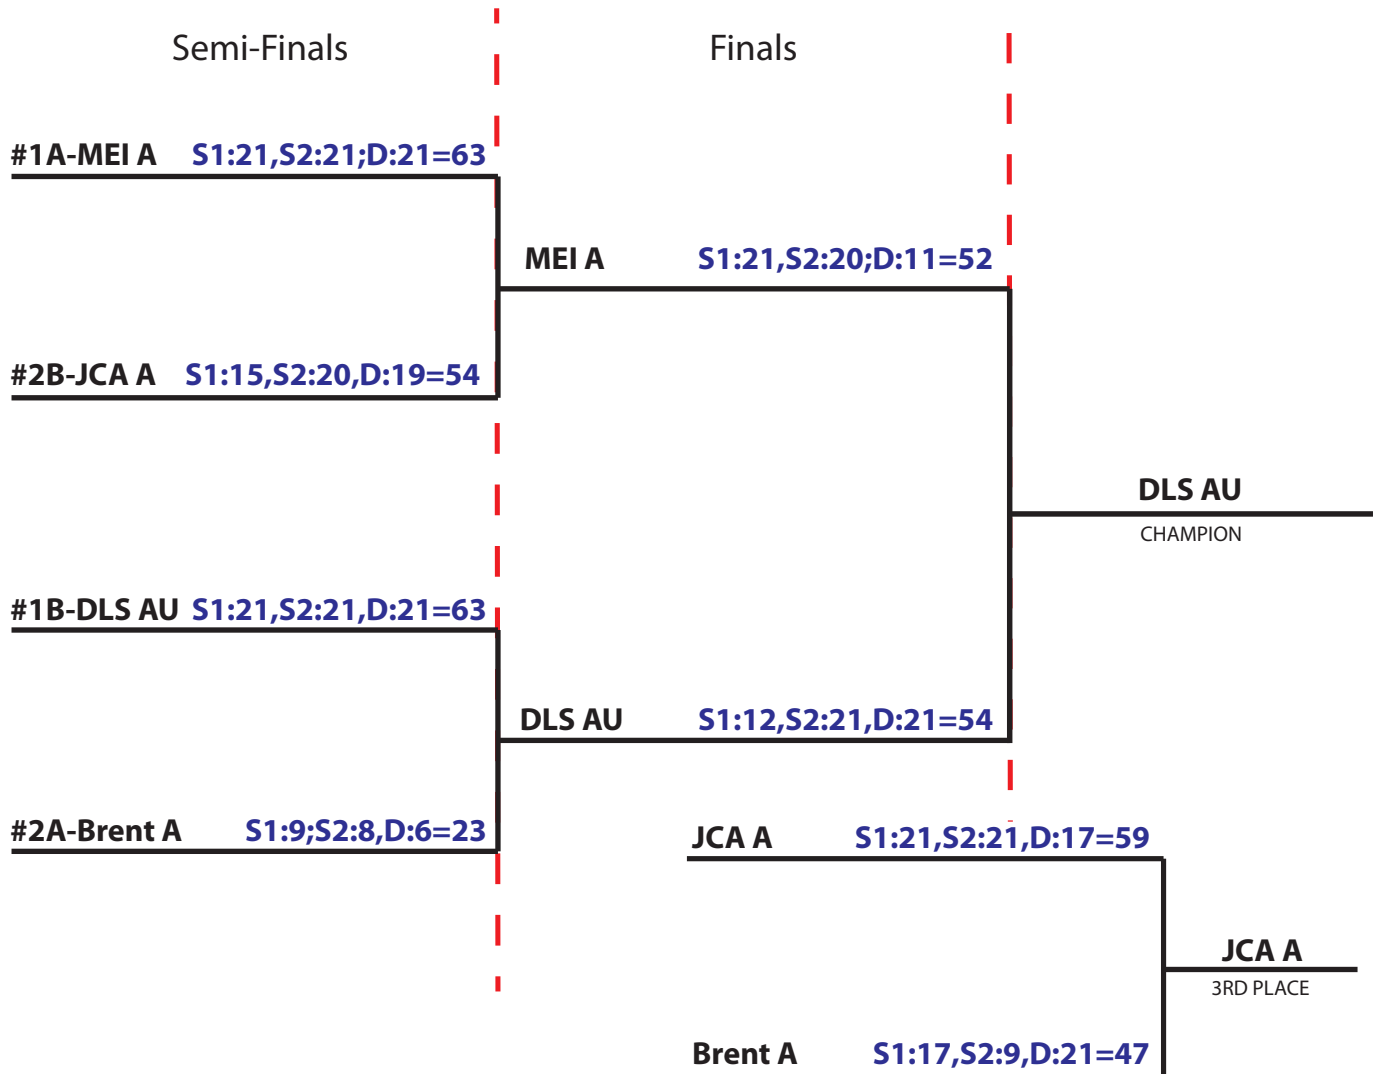 Semi-Finals
Finals
#1A-MEI A S1:21,S2:21;D:21=63
MEI A S1:21,S2:20;D:11=52
#2B-JCA A S1:15,S2:20,D:19=54
DLS AU
CHAMPION
#1B-DLS AU S1:21,S2:21,D:21=63
DLS AU S1:12,S2:21,D:21=54
#2A-Brent A S1:9;S2:8,D:6=23
JCA A S1:21,S2:21,D:17=59
JCA A
3RD PLACE
Brent A S1:17,S2:9,D:21=47